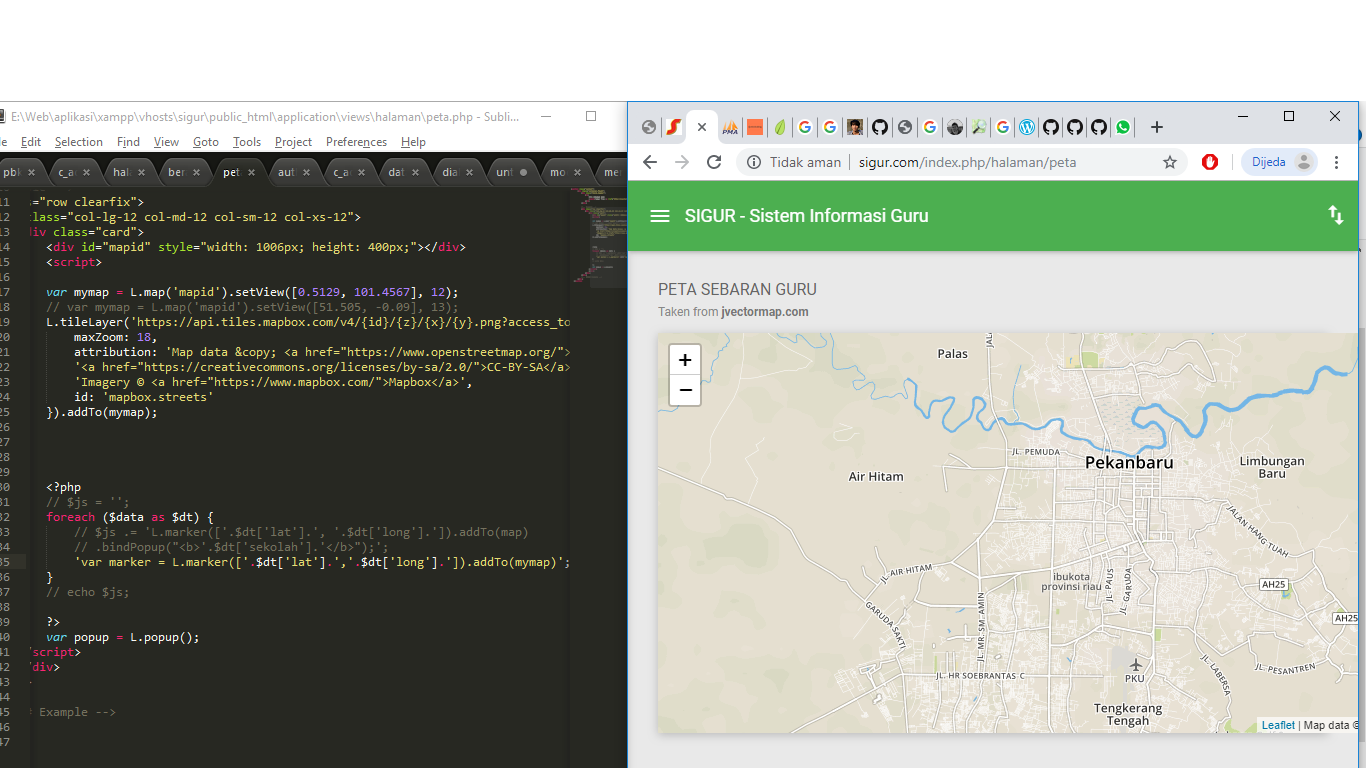 E:\Web\aplikasi\xampp\vhosts\sigur\public_html\application\views\halaman\peta.php - Subli...
Edit Selection Find View Goto Tools Project Preferences Help
c_a hal ber pet aut c_a dat dia unt mo mer
11 ="row clearfix">
12 class="col-lg-12 col-md-12 col-sm-12 col-xs-12">
13 div class="card">
14 <div id="mapid" style="width: 1006px; height: 400px;"></div>
15 <script>
16
17 var mymap = L.map('mapid').setView([0.5129, 101.4567], 12);
18 // var mymap = L.map('mapid').setView([51.505, -0.09], 13);
19 L.tileLayer('https://api.tiles.mapbox.com/v4/{id}/{z}/{x}/{y}.png?access_to
20 maxZoom: 18,
21 attribution: 'Map data &copy; <a href="https://www.openstreetmap.org/">
22 '<a href="https://creativecommons.org/licenses/by-sa/2.0/">CC-BY-SA</a>
23 'Imagery © <a href="https://www.mapbox.com/">Mapbox</a>',
24 id: 'mapbox.streets'
25 }).addTo(mymap);
26
27
28
29
30 <?php
31 // $js = '';
32 foreach ($data as $dt) {
33 // $js .= 'L.marker(['.$dt['lat'].', '.$dt['long'].']).addTo(map)
34 // .bindPopup("<b>'.$dt['sekolah'].'</b>");';
35 'var marker = L.marker(['.$dt['lat'].','.$dt['long'].']).addTo(mymap)';
36 }
37 // echo $js;
38
39 ?>
40 var popup = L.popup();
41 /script>
42 /div>
43
44
45 Example -->
46
47
PMA
Tidak aman | sigur.com/index.php/halaman/peta
Dijeda
SIGUR - Sistem Informasi Guru
PETA SEBARAN GURU
Taken from jvectormap.com
+
−
Palas
JAL
JL. PEMUDA
Pekanbaru
Air Hitam
Limbungan
Baru
JALAN HANG TUAH
JL. AIR HITAM
ibukota
provinsi riau
JL. PAUS
JL. GARUDA
AH25
GARUDA SAKTI
JL. MR. SM. AMIN
AH25
PKU
JL. LABERSA
JL. PESANTREN
JL. HR SOEBRANTAS C
Tengkerang
Tengah
Leaflet | Map data ©